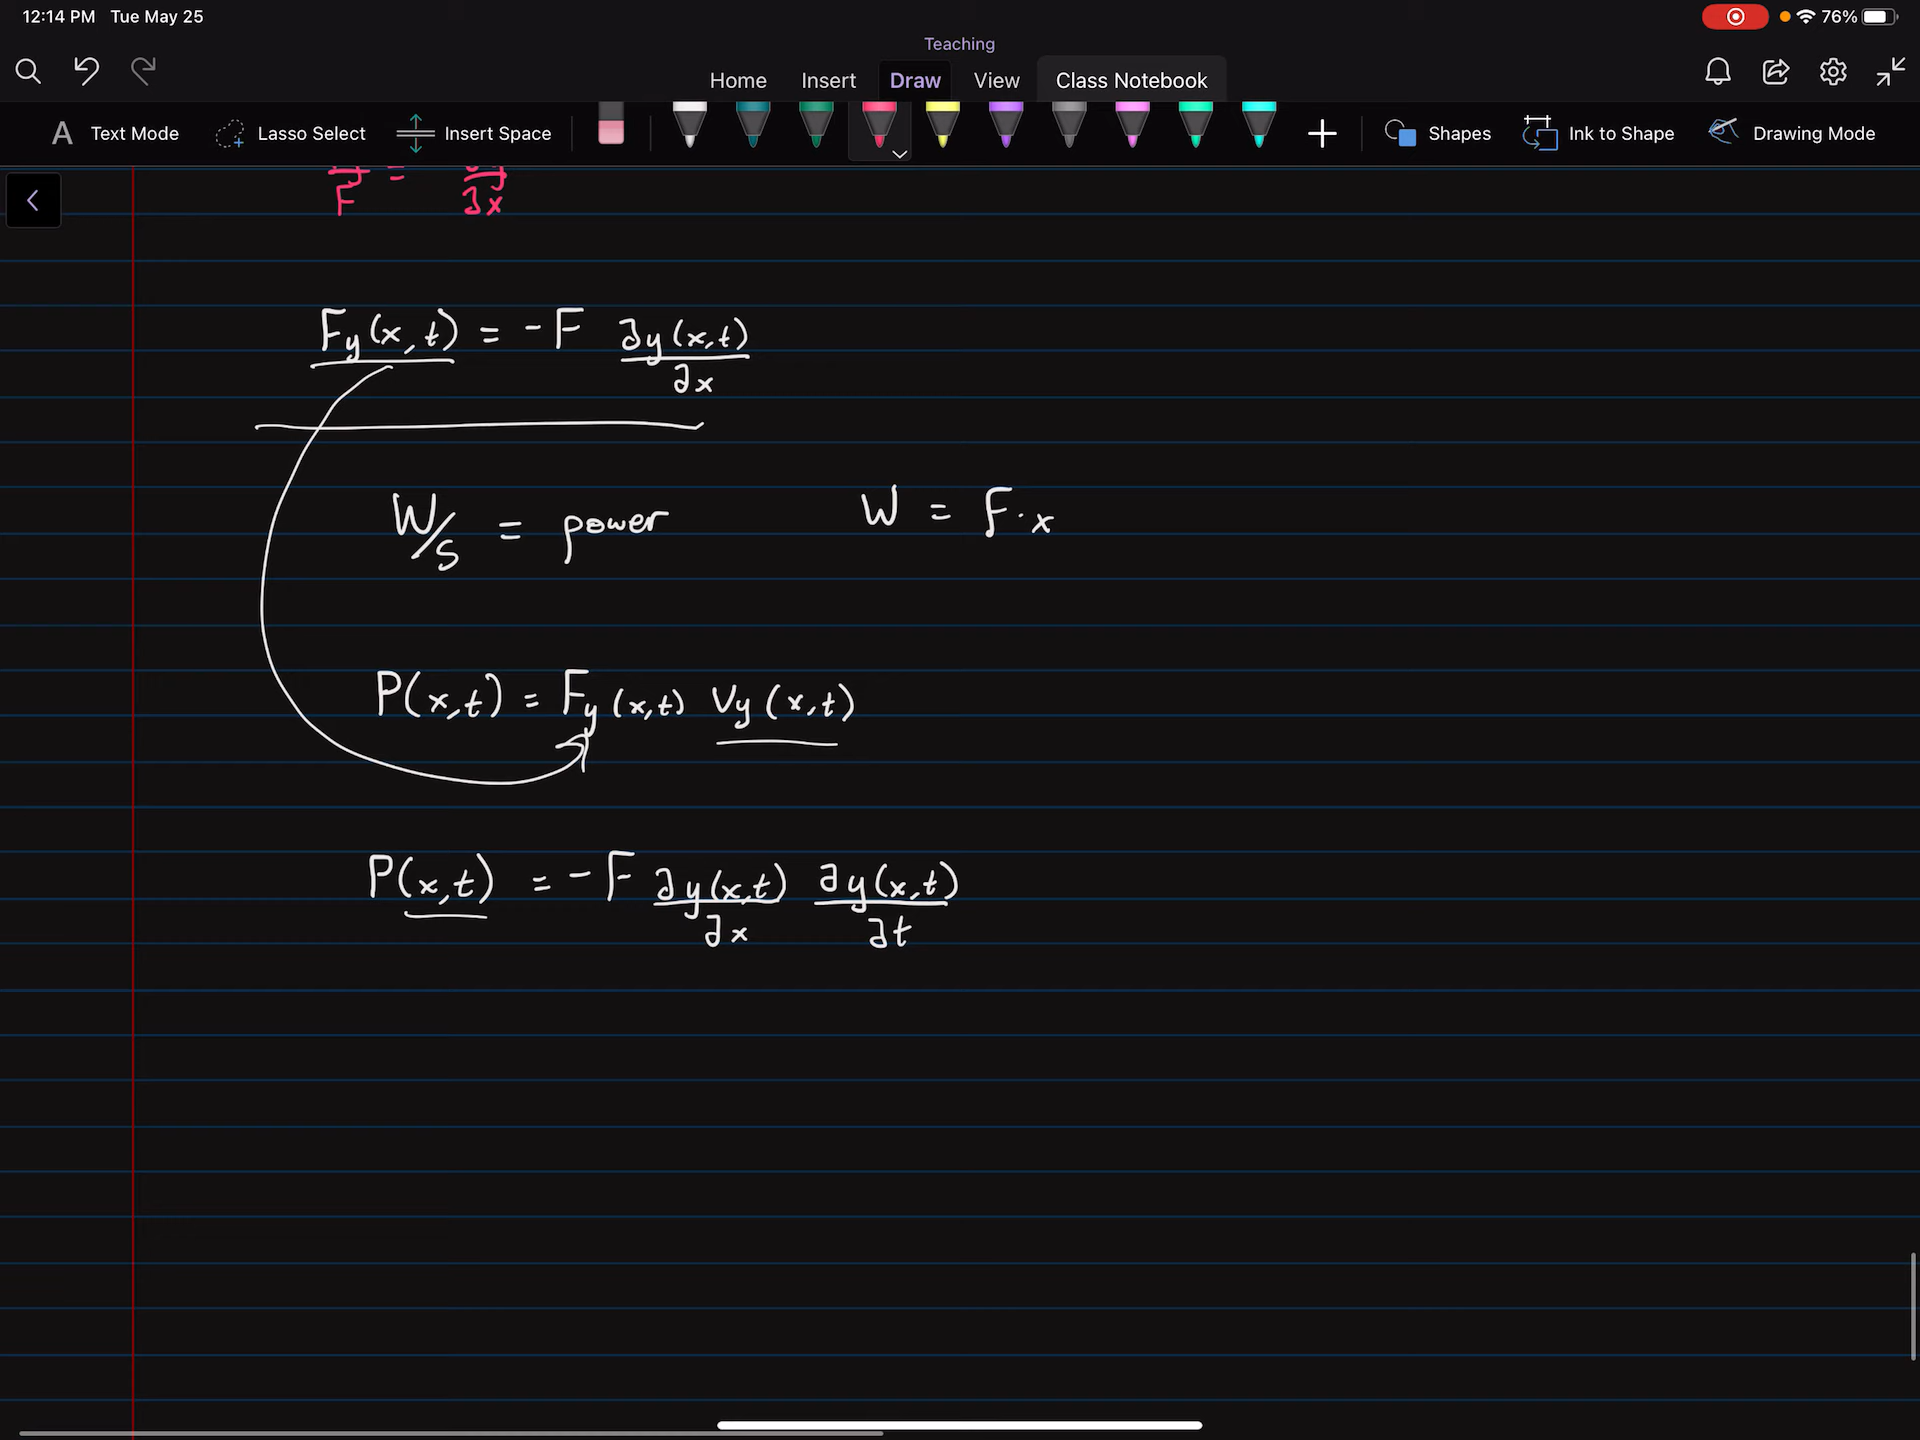 12:14 PM Tue May 25 76%
Teaching
Home Insert Draw View Class Notebook
A Text Mode Lasso Select Insert Space Shapes Ink to Shape Drawing Mode
F = ∂x
Fy(x,t) = -F ∂y(x,t)
∂x
W/s = power W = F·x
P(x,t) = Fy(x,t) Vy(x,t)
P(x,t) = -F ∂y(x,t) ∂y(x,t)
∂x ∂t